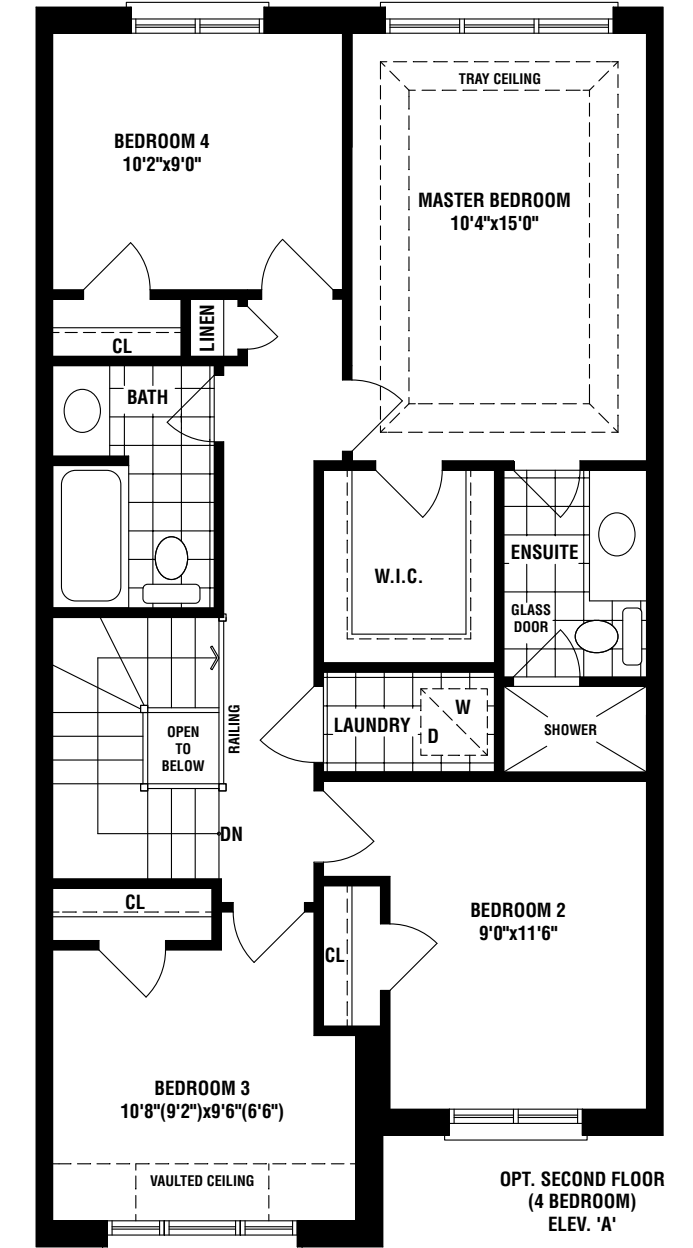 TRAY CEILING
BEDROOM 4
10'2"x9'0"
MASTER BEDROOM
10'4"x15'0"
LINEN
CL
BATH
W.I.C.
ENSUITE
GLASS
DOOR
RAILING
OPEN
TO
BELOW
LAUNDRY
W
D
SHOWER
DN
CL
BEDROOM 2
9'0"x11'6"
CL
BEDROOM 3
10'8"(9'2")x9'6"(6'6")
VAULTED CEILING
OPT. SECOND FLOOR
(4 BEDROOM)
ELEV. 'A'